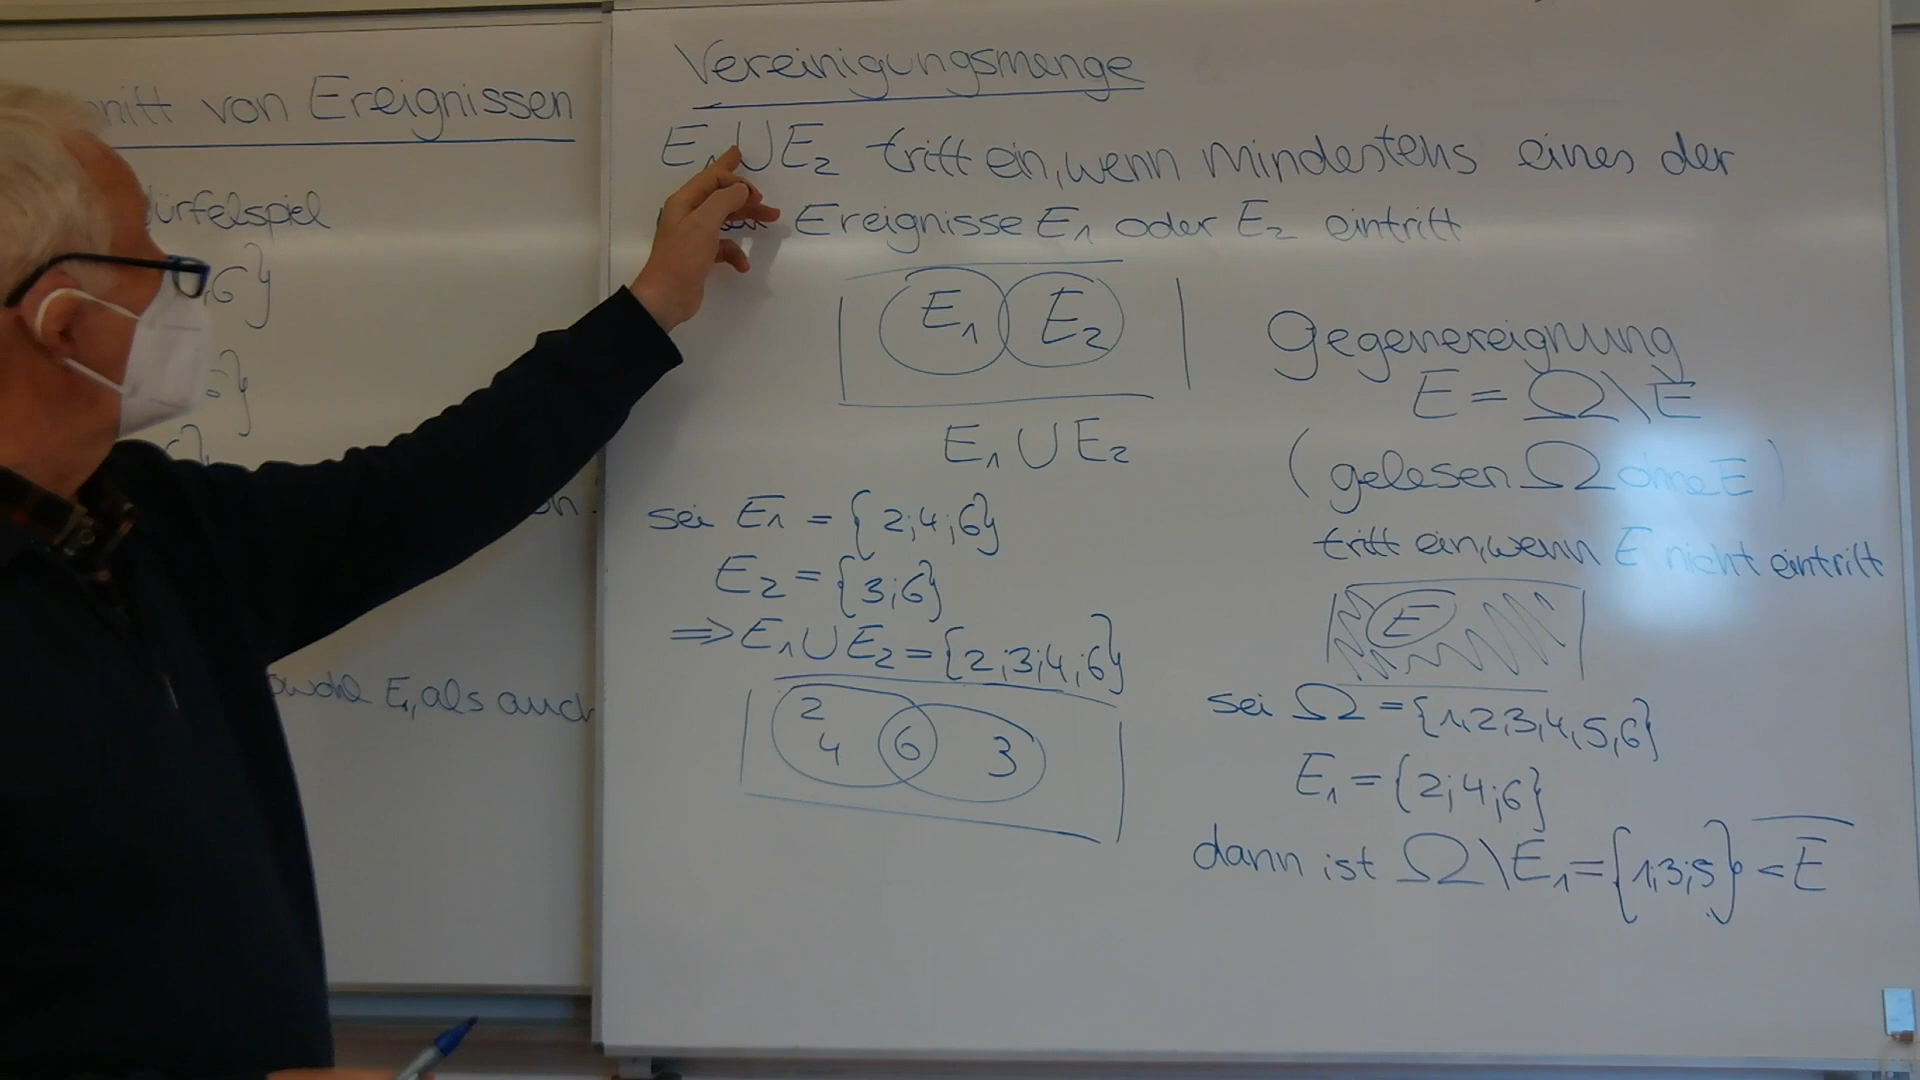 von Ereignissen
ürfelspiel
,6}
}
owohl E₁, als auch
Vereinigungsmenge
E₁ ∪ E₂ tritt ein, wenn mindestens eines der
Ereignisse E₁ oder E₂ eintritt
E₁ E₂
E₁ ∪ E₂
sei E₁ = {2;4;6}
E₂ = {3;6}
⇒ E₁ ∪ E₂ = {2;3;4;6}
2
4 6 3
Gegenereignung
E = Ω \ E
(gelesen Ω ohne E)
tritt ein, wenn E nicht eintritt
E
sei Ω = {1,2,3,4,5,6}
E₁ = {2;4;6}
dann ist Ω \ E₁ = {1;3;5} = E̅